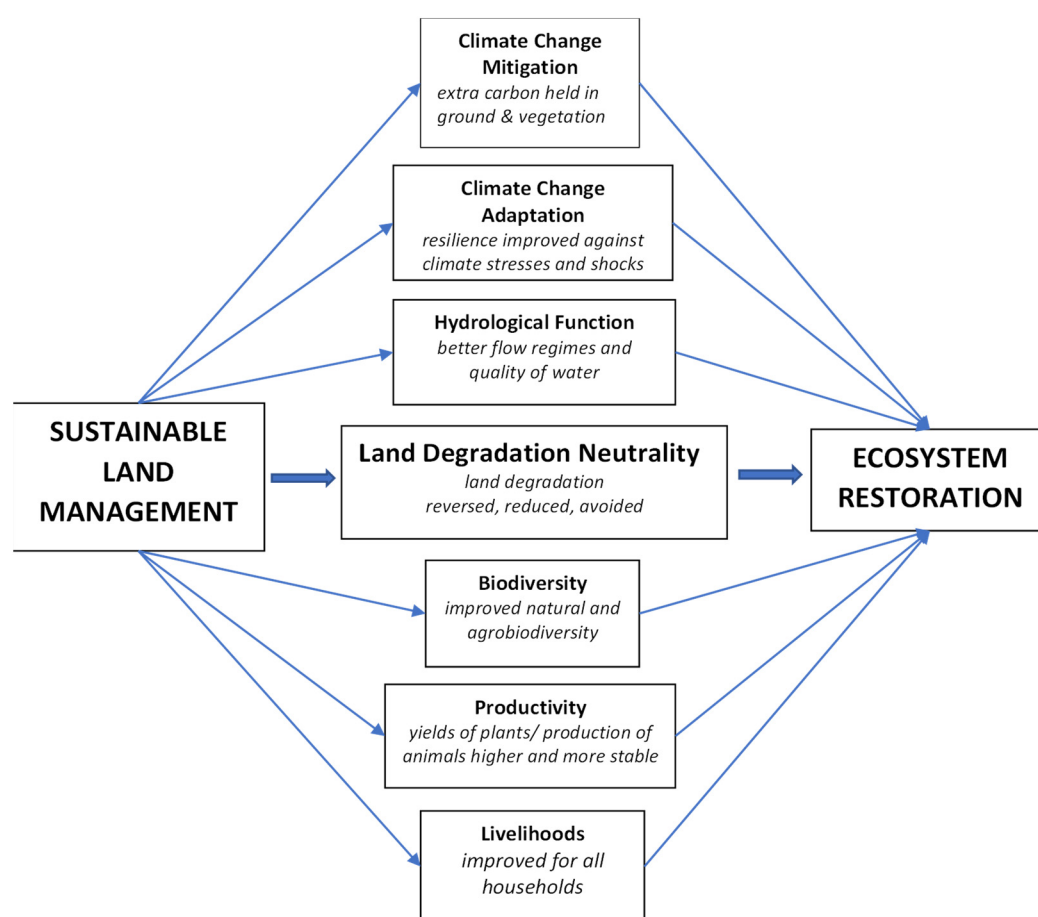 Climate Change
Mitigation
extra carbon held in
ground & vegetation
Climate Change
Adaptation
resilience improved against
climate stresses and shocks
Hydrological Function
better flow regimes and
quality of water
SUSTAINABLE
LAND
MANAGEMENT
Land Degradation Neutrality
land degradation
reversed, reduced, avoided
ECOSYSTEM
RESTORATION
Biodiversity
improved natural and
agrobiodiversity
Productivity
yields of plants/ production of
animals higher and more stable
Livelihoods
improved for all
households